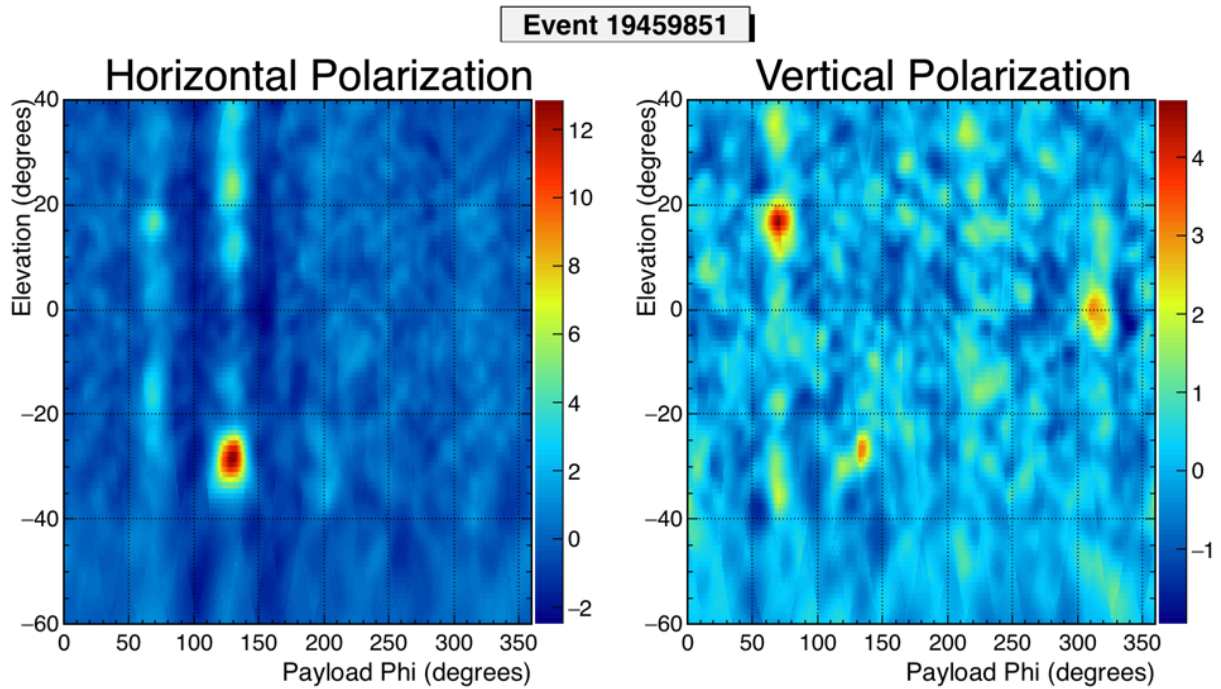 Event 19459851
Horizontal Polarization
Elevation (degrees)
40
20
0
−20
−40
−60
0 50 100 150 200 250 300 350
Payload Phi (degrees)
12
10
8
6
4
2
0
−2
Vertical Polarization
Elevation (degrees)
40
20
0
−20
−40
−60
0 50 100 150 200 250 300 350
Payload Phi (degrees)
4
3
2
1
0
−1